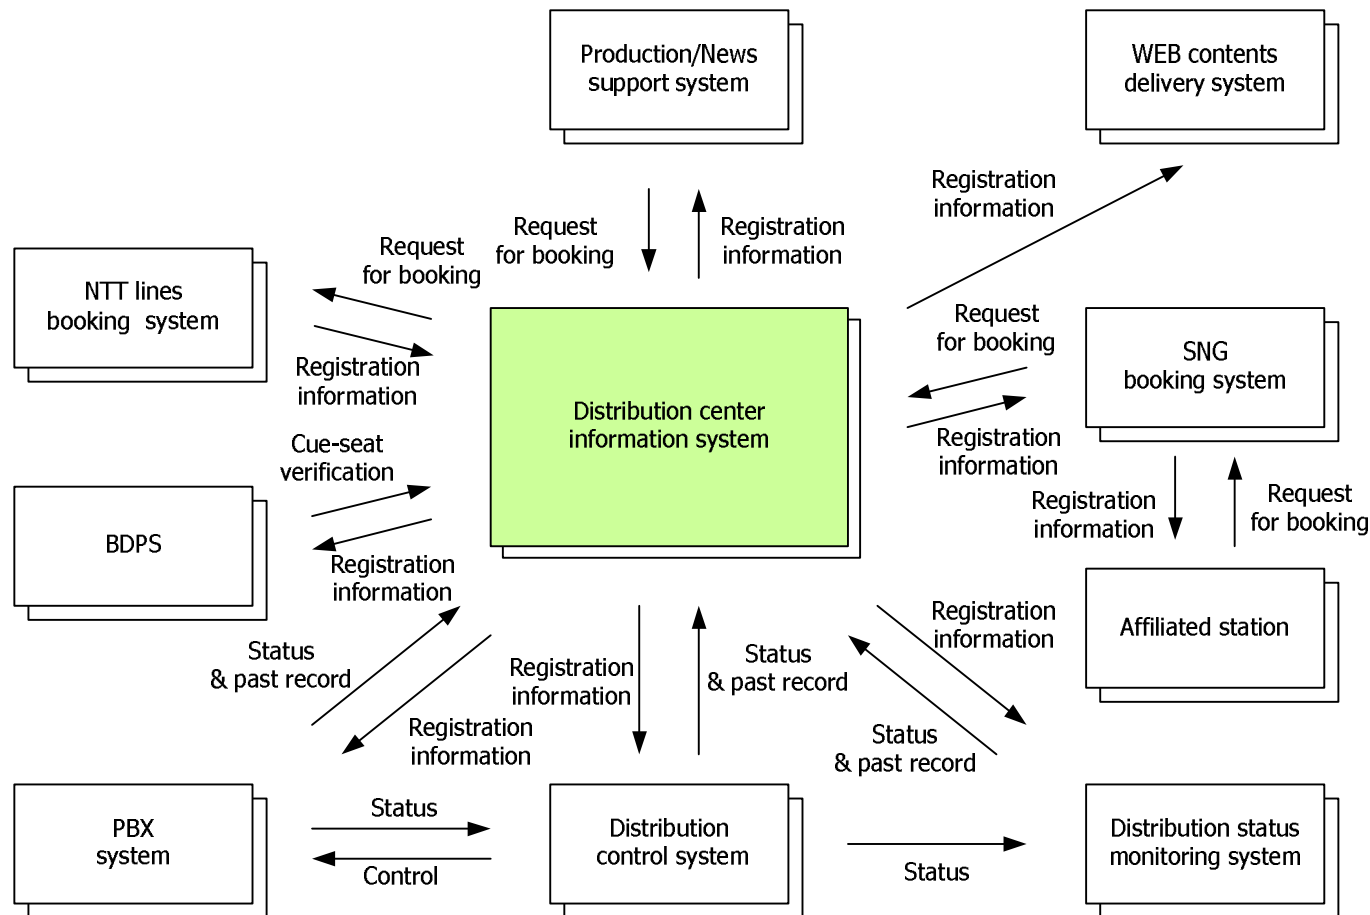 Production/News
support system
WEB contents
delivery system
Registration
information
Request
for booking
Registration
information
Request
for booking
NTT lines
booking  system
Registration
information
Request
for booking
SNG
booking system
Distribution center
information system
Registration
information
Cue-seat
verification
BDPS
Registration
information
Registration
information
Request
for booking
Affiliated station
Status
& past record
Registration
information
Registration
information
Status
& past record
Registration
information
Status
& past record
PBX
system
Status
Control
Distribution
control system
Status
Distribution status
monitoring system